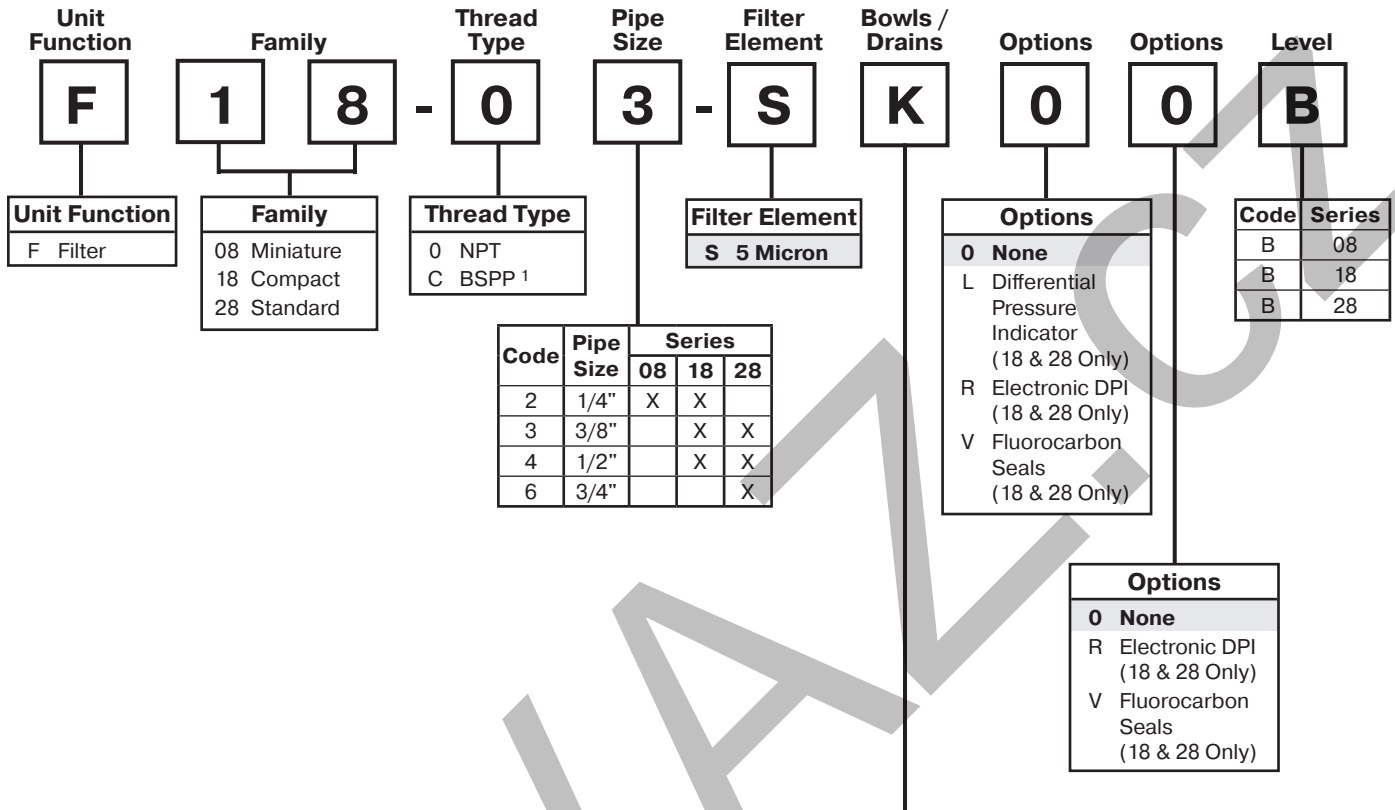 Unit Function
Family
Thread Type
Pipe Size
Filter Element
Bowls / Drains
Options
Options
Level
F 1 8 - 0 3 - S K 0 0 B
Unit Function
F Filter
Family
08 Miniature
18 Compact
28 Standard
Thread Type
0 NPT
C BSPP 1
Code Pipe Size Series
08 18 28
2 1/4" X X
3 3/8" X X
4 1/2" X X
6 3/4" X
Filter Element
S 5 Micron
Options
0 None
L Differential
Pressure
Indicator
(18 & 28 Only)
R Electronic DPI
(18 & 28 Only)
V Fluorocarbon
Seals
(18 & 28 Only)
Options
0 None
R Electronic DPI
(18 & 28 Only)
V Fluorocarbon
Seals
(18 & 28 Only)
Code Series
B 08
B 18
B 28